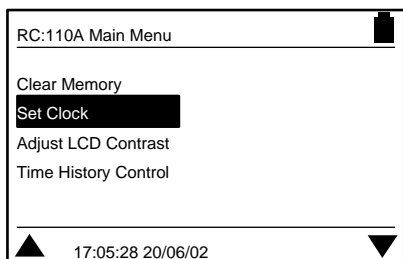 RC:110A Main Menu
Clear Memory
Set Clock
Adjust LCD Contrast
Time History Control
17:05:28 20/06/02